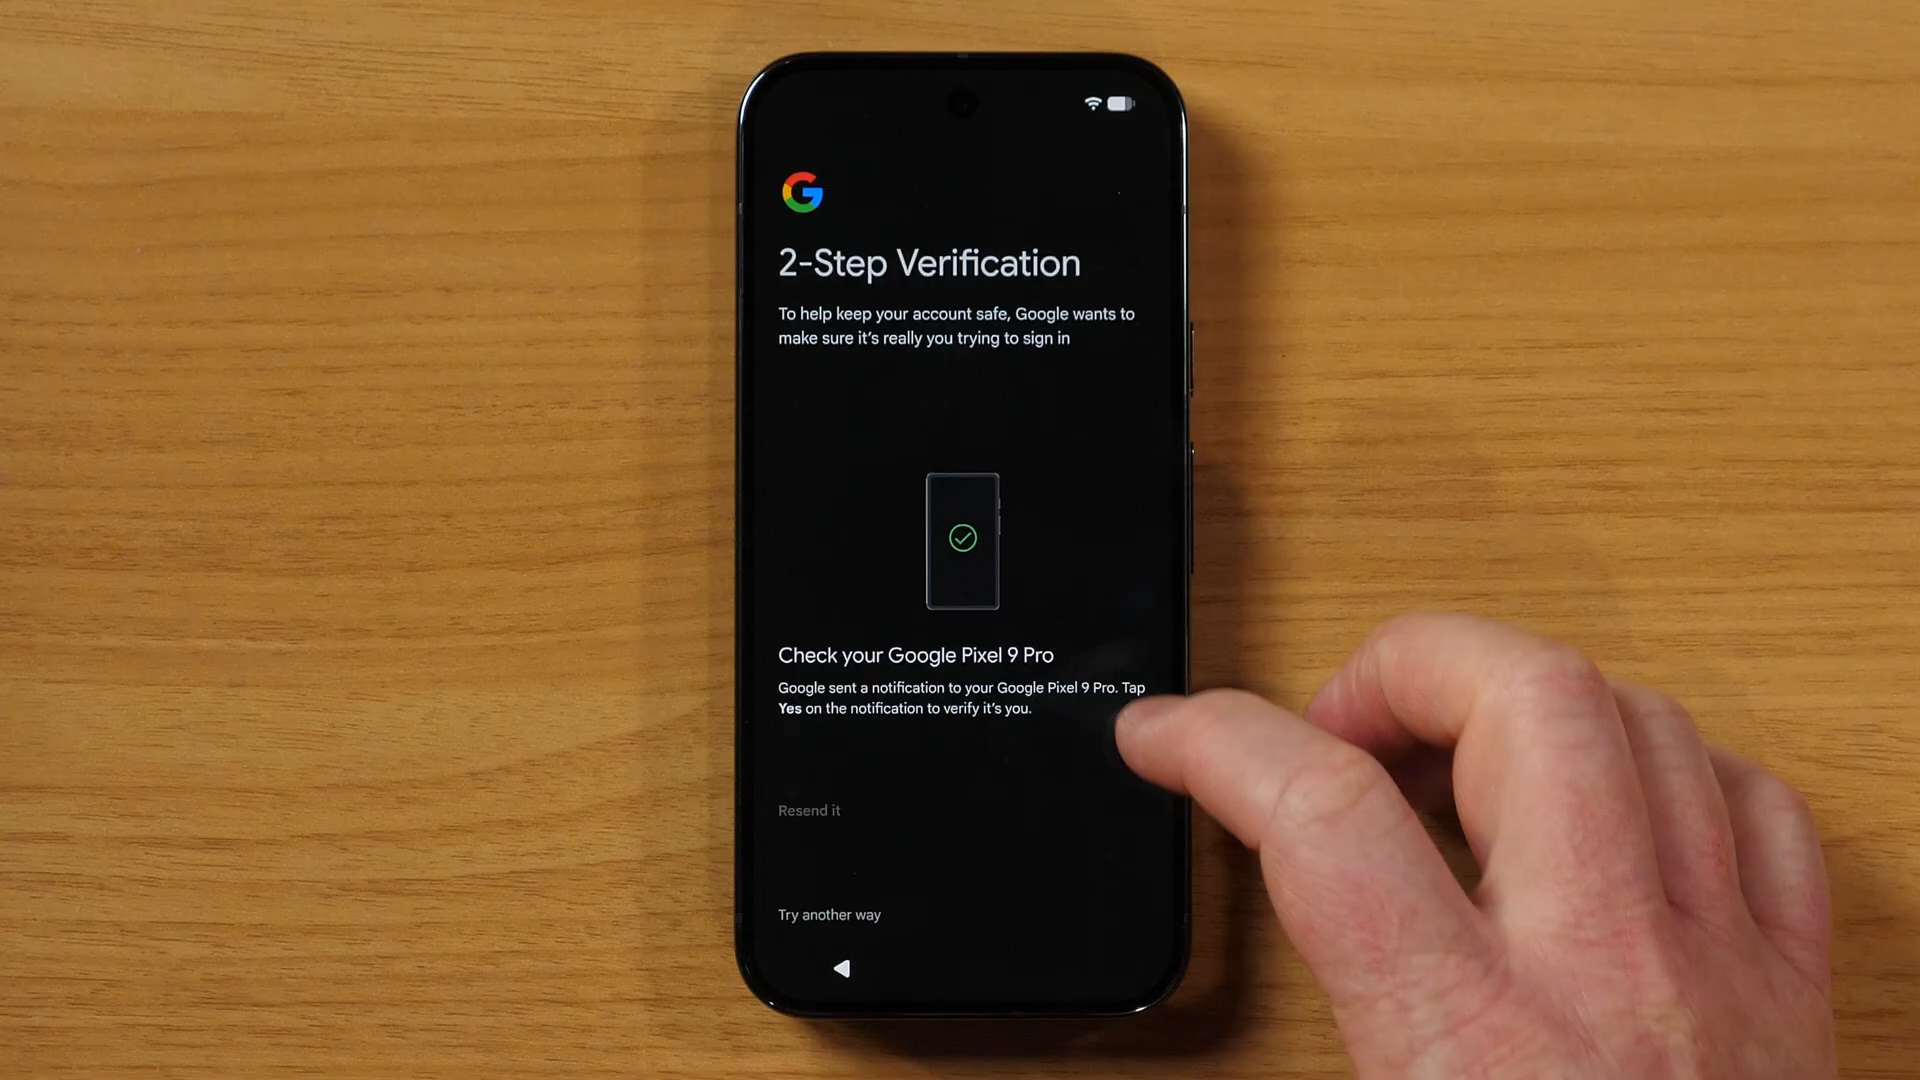 2-Step Verification
To help keep your account safe, Google wants to
make sure it's really you trying to sign in
Check your Google Pixel 9 Pro
Google sent a notification to your Google Pixel 9 Pro. Tap
Yes on the notification to verify it's you.
Resend it
Try another way